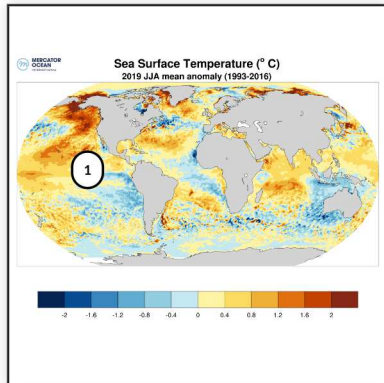 MERCATOR
OCEAN
Sea Surface Temperature (° C)
2019 JJA mean anomaly (1993-2016)
1
-2 -1.6 -1.2 -0.8 -0.4 0 0.4 0.8 1.2 1.6 2